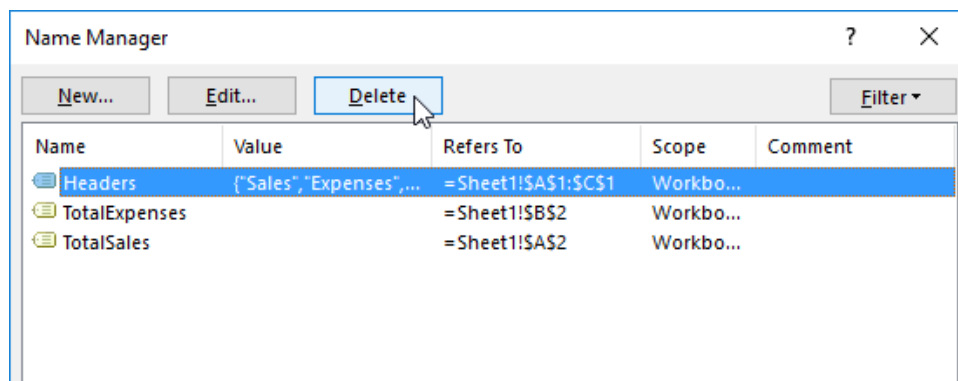 Name Manager ?
New... Edit... Delete Filter
Name Value Refers To Scope Comment
Headers {"Sales","Expenses",... =Sheet1!$A$1:$C$1 Workbo...
TotalExpenses =Sheet1!$B$2 Workbo...
TotalSales =Sheet1!$A$2 Workbo...